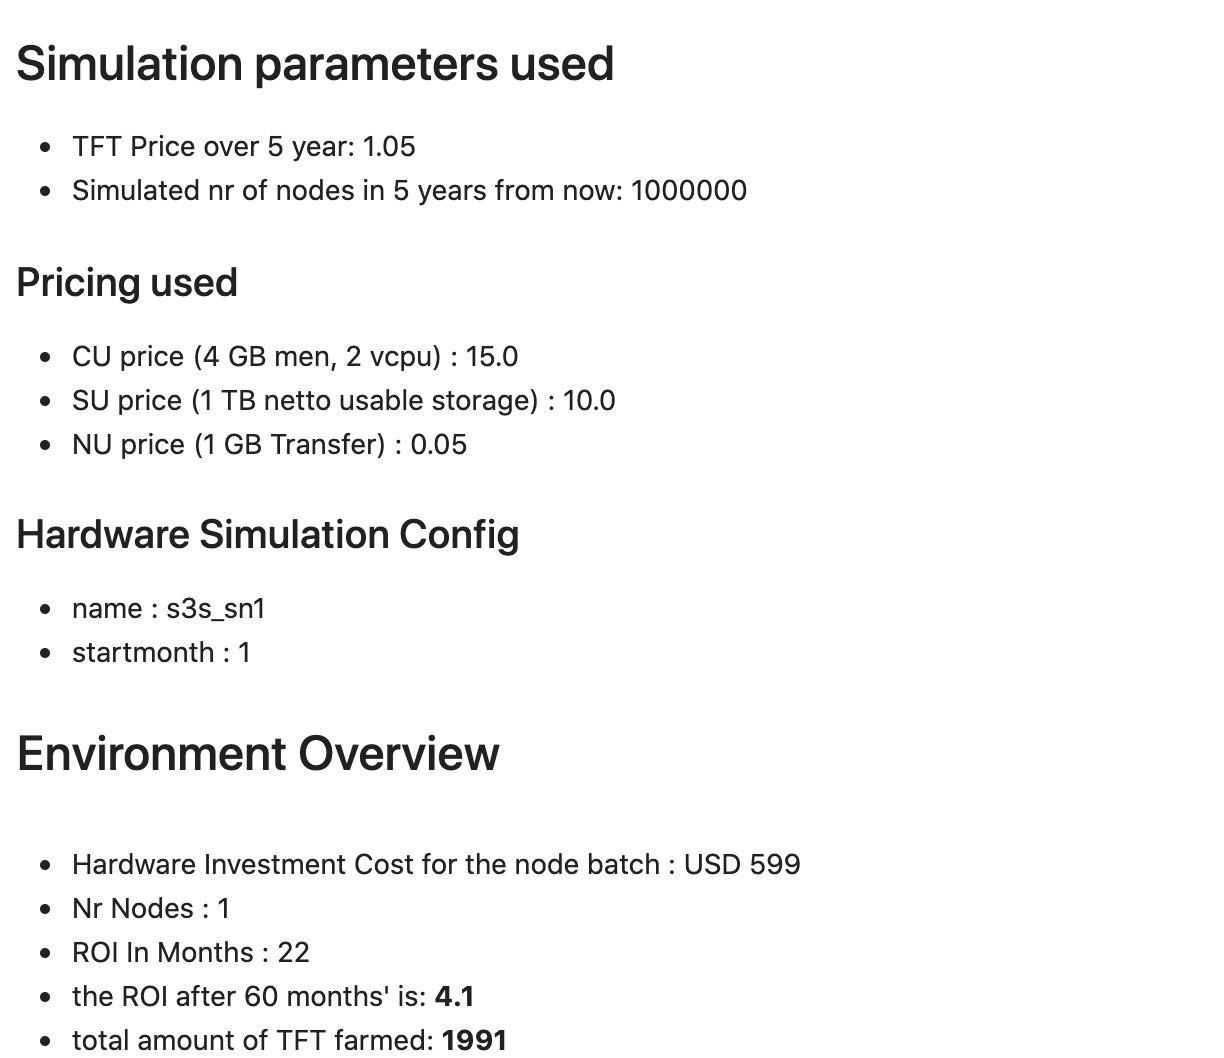 Simulation parameters used
• TFT Price over 5 year: 1.05
• Simulated nr of nodes in 5 years from now: 1000000
Pricing used
• CU price (4 GB men, 2 vcpu) : 15.0
• SU price (1 TB netto usable storage) : 10.0
• NU price (1 GB Transfer) : 0.05
Hardware Simulation Config
• name : s3s_sn1
• startmonth : 1
Environment Overview
• Hardware Investment Cost for the node batch : USD 599
• Nr Nodes : 1
• ROI In Months : 22
• the ROI after 60 months' is: 4.1
• total amount of TFT farmed: 1991